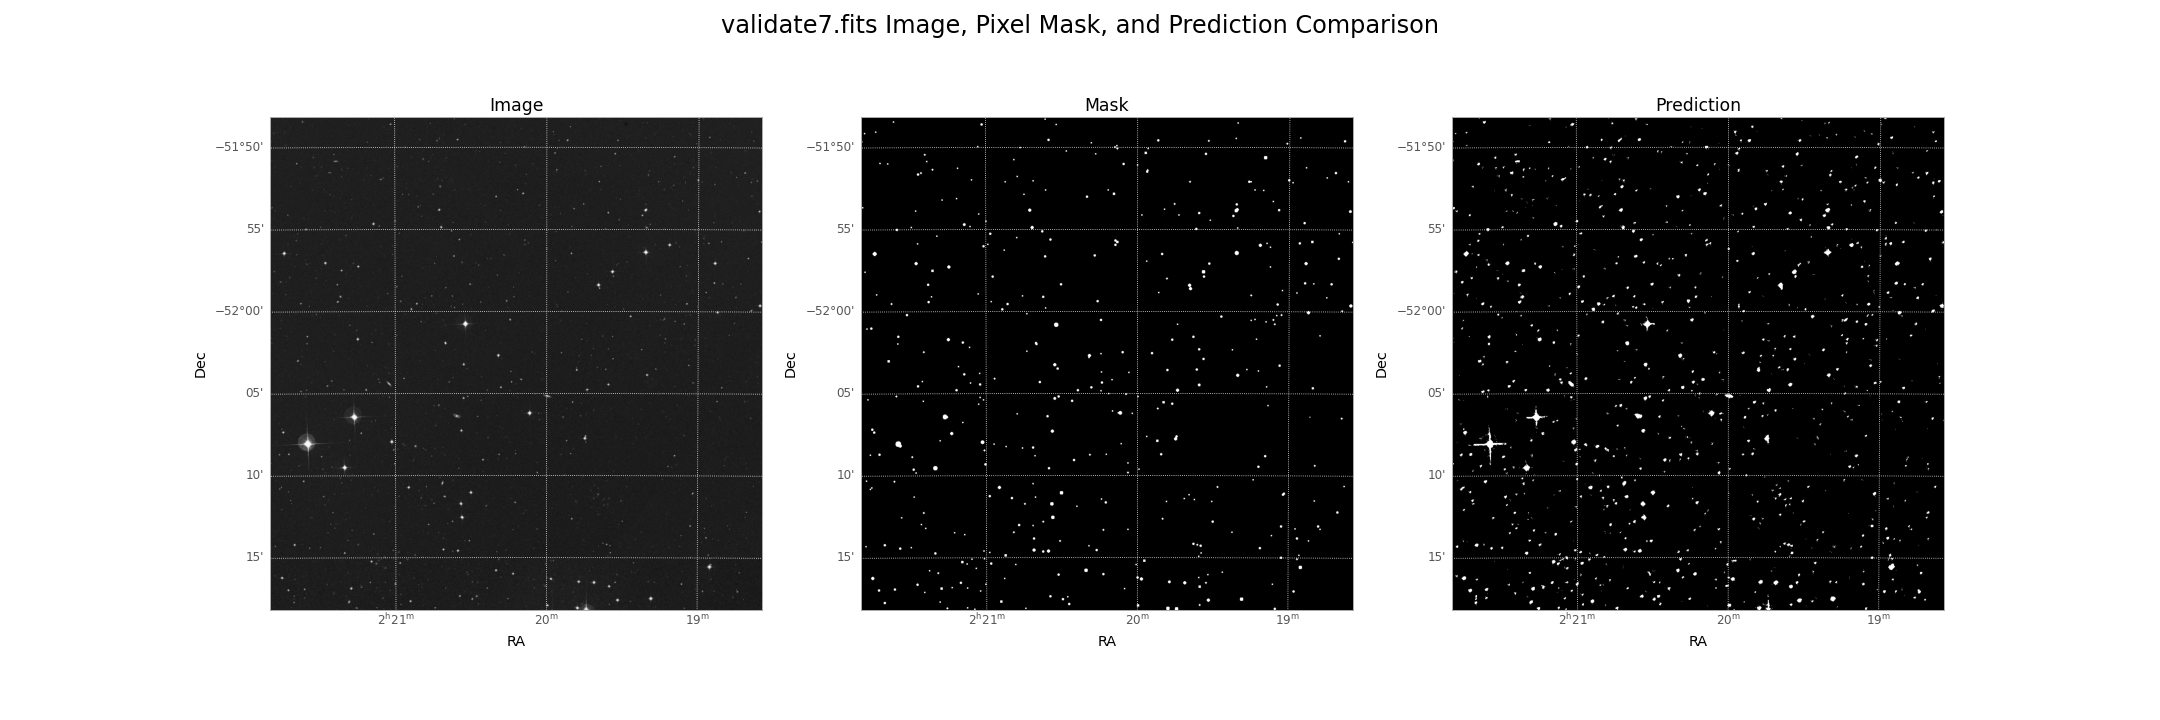 validate7.fits Image, Pixel Mask, and Prediction Comparison
Image
Mask
Prediction
−51°50'
55'
−52°00'
05'
10'
15'
Dec
2h21m
20m
19m
RA
−51°50'
55'
−52°00'
05'
10'
15'
Dec
2h21m
20m
19m
RA
−51°50'
55'
−52°00'
05'
10'
15'
Dec
2h21m
20m
19m
RA